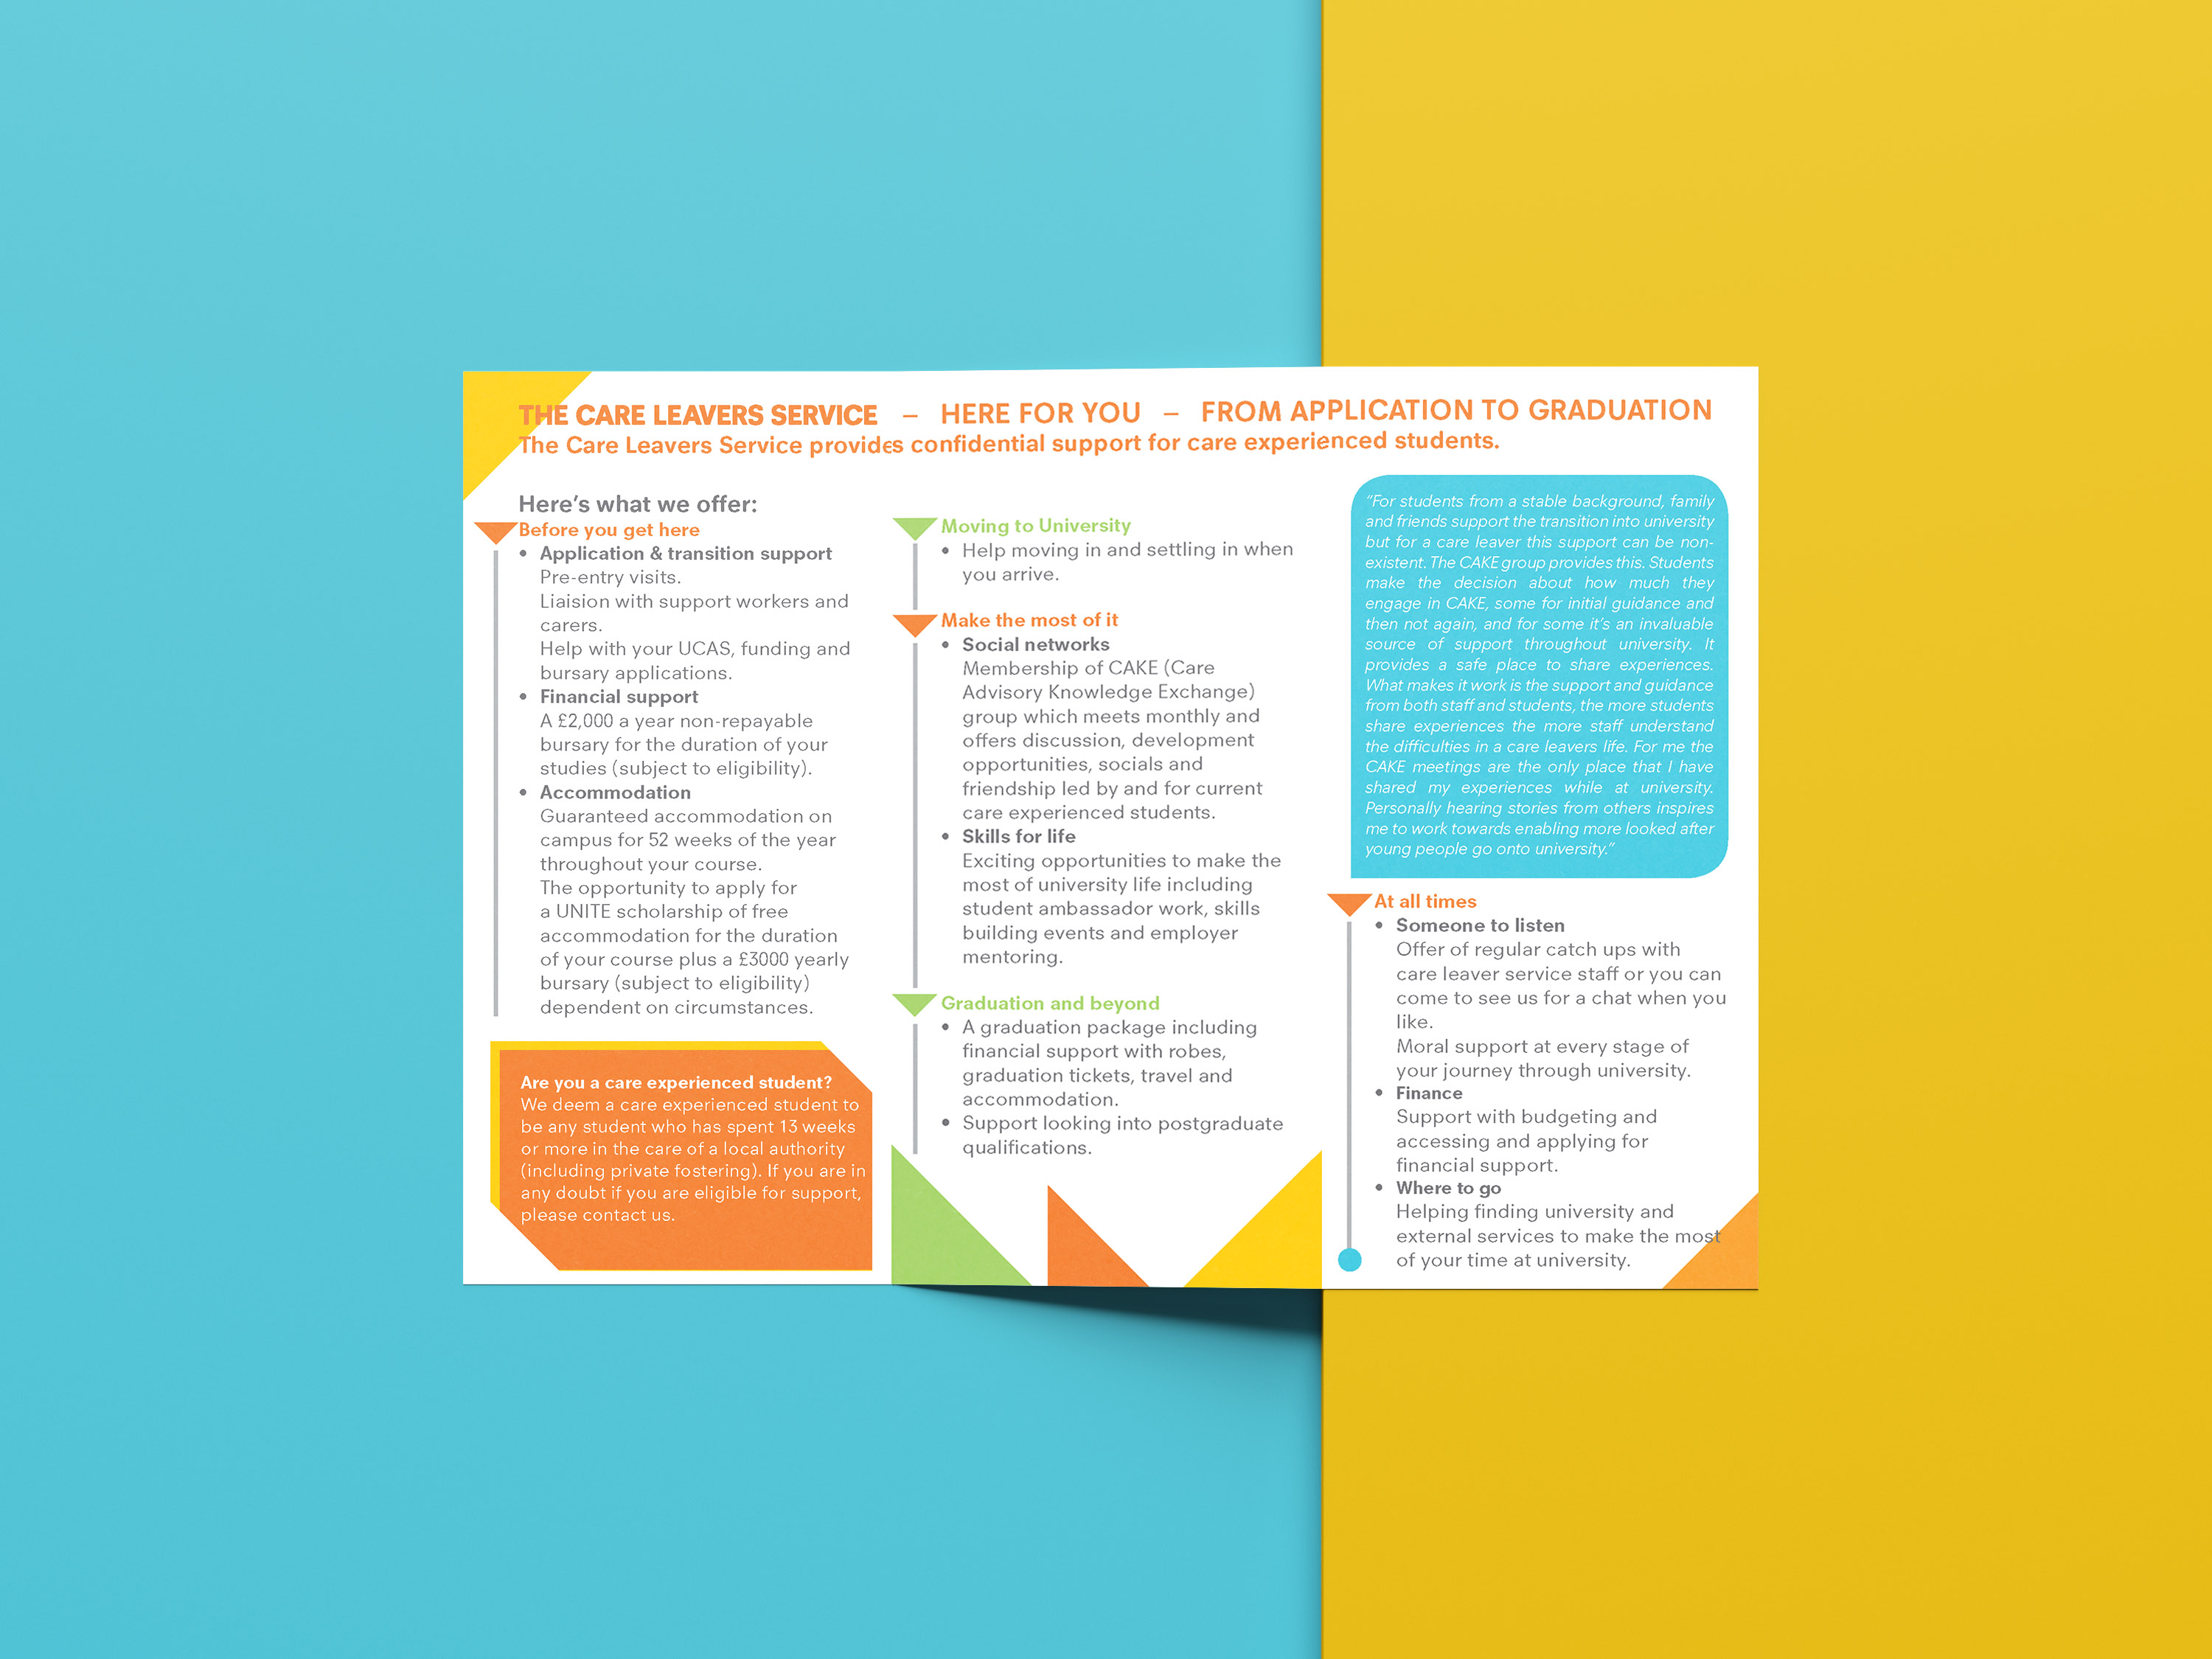 THE CARE LEAVERS SERVICE – HERE FOR YOU – FROM APPLICATION TO GRADUATION
The Care Leavers Service provides confidential support for care experienced students.
Here’s what we offer:
Before you get here
• Application & transition support
Pre-entry visits.
Liaision with support workers and
carers.
Help with your UCAS, funding and
bursary applications.
• Financial support
A £2,000 a year non-repayable
bursary for the duration of your
studies (subject to eligibility).
• Accommodation
Guaranteed accommodation on
campus for 52 weeks of the year
throughout your course.
The opportunity to apply for
a UNITE scholarship of free
accommodation for the duration
of your course plus a £3000 yearly
bursary (subject to eligibility)
dependent on circumstances.
Are you a care experienced student?
We deem a care experienced student to
be any student who has spent 13 weeks
or more in the care of a local authority
(including private fostering). If you are in
any doubt if you are eligible for support,
please contact us.
Moving to University
• Help moving in and settling in when
you arrive.
Make the most of it
• Social networks
Membership of CAKE (Care
Advisory Knowledge Exchange)
group which meets monthly and
offers discussion, development
opportunities, socials and
friendship led by and for current
care experienced students.
• Skills for life
Exciting opportunities to make the
most of university life including
student ambassador work, skills
building events and employer
mentoring.
Graduation and beyond
• A graduation package including
financial support with robes,
graduation tickets, travel and
accommodation.
• Support looking into postgraduate
qualifications.
“For students from a stable background, family
and friends support the transition into university
but for a care leaver this support can be non-
existent. The CAKE group provides this. Students
make the decision about how much they
engage in CAKE, some for initial guidance and
then not again, and for some it’s an invaluable
source of support throughout university. It
provides a safe place to share experiences.
What makes it work is the support and guidance
from both staff and students, the more students
share experiences the more staff understand
the difficulties in a care leavers life. For me the
CAKE meetings are the only place that I have
shared my experiences while at university.
Personally hearing stories from others inspires
me to work towards enabling more looked after
young people go onto university.”
At all times
• Someone to listen
Offer of regular catch ups with
care leaver service staff or you can
come to see us for a chat when you
like.
Moral support at every stage of
your journey through university.
• Finance
Support with budgeting and
accessing and applying for
financial support.
• Where to go
Helping finding university and
external services to make the most
of your time at university.